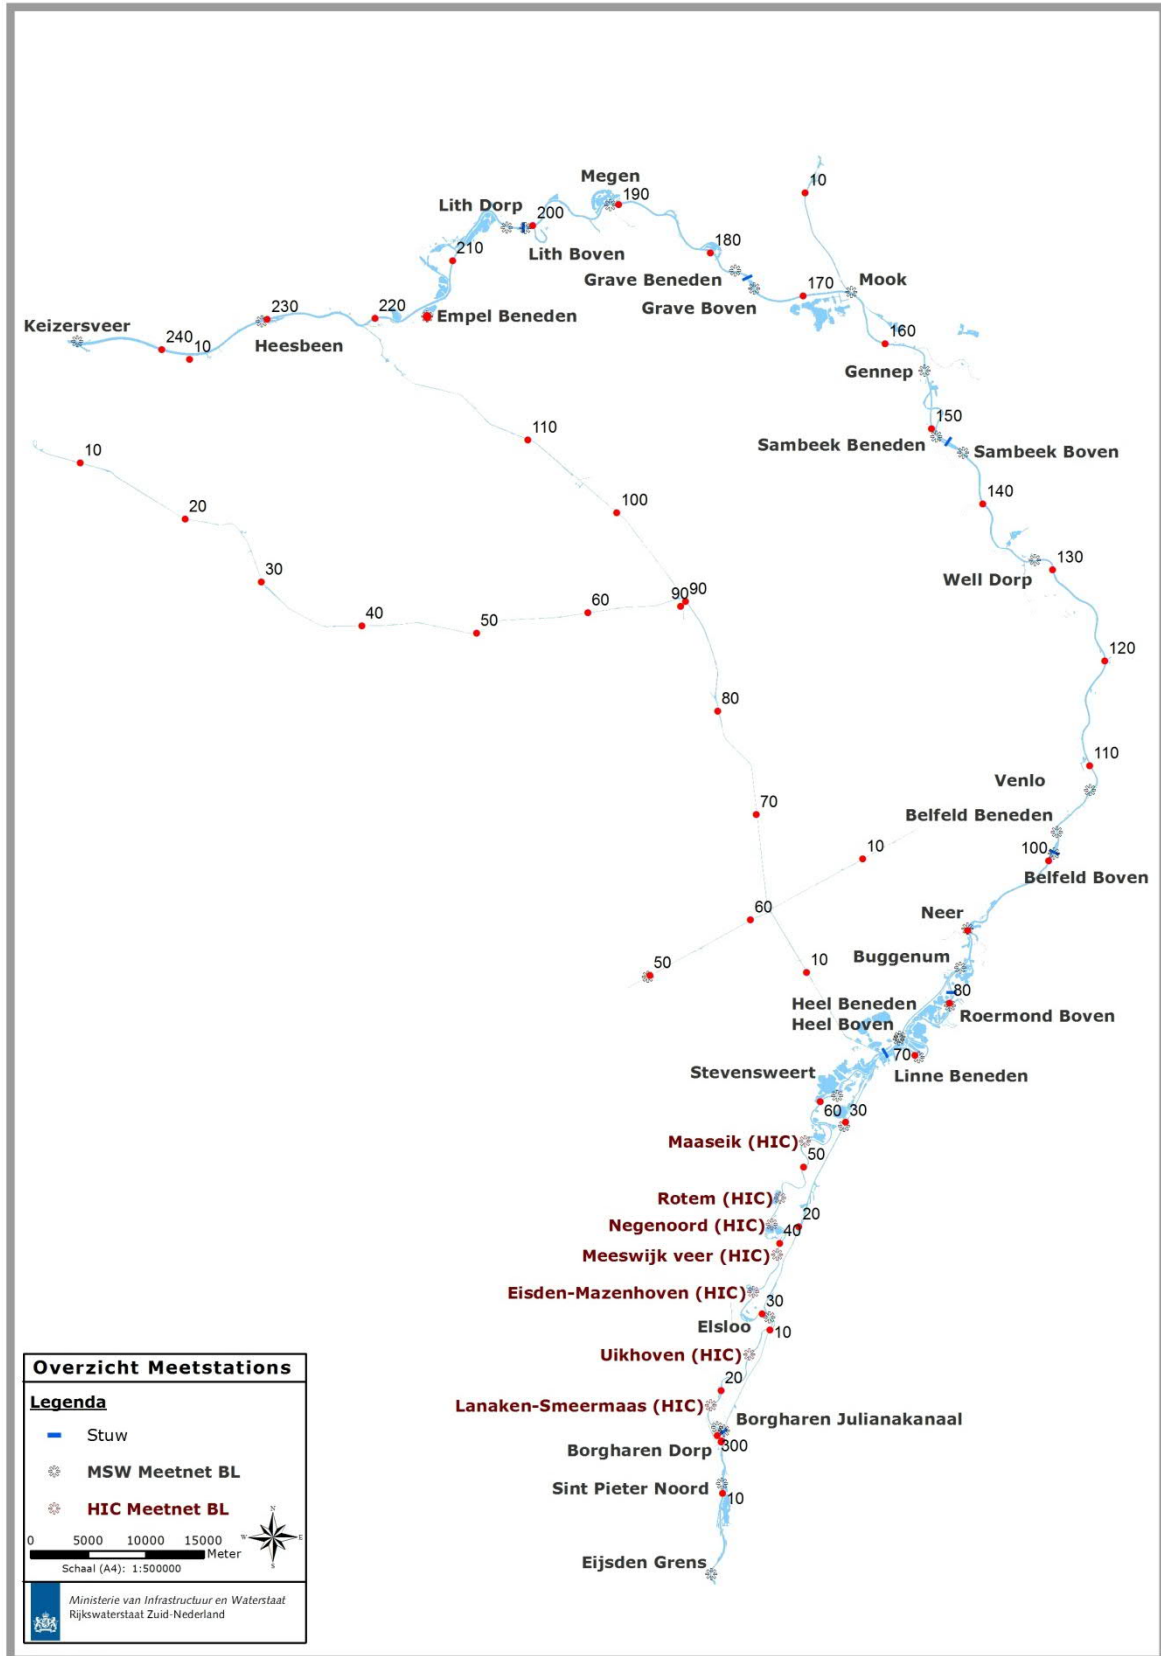 10
Megen
190
Lith Dorp
200
Lith Boven
180
210
Grave Beneden
Mook
170
Grave Boven
230
220
Empel Beneden
Keizersveer
240
10
Heesbeen
160
Gennep
150
110
Sambeek Beneden
Sambeek Boven
10
140
100
20
130
Well Dorp
30
90
90
60
40
50
120
80
110
Venlo
70
Belfeld Beneden
10
100
Belfeld Boven
60
Neer
50
10
Buggenum
80
Heel Beneden
Roermond Boven
Heel Boven
70
Linne Beneden
Stevensweert
60
30
Maaseik (HIC)
50
Rotem (HIC)
20
Negenoord (HIC)
40
Meeswijk veer (HIC)
Eisden-Mazenhoven (HIC)
30
Elsloo
10
Uikhoven (HIC)
20
Lanaken-Smeermaas (HIC)
Borgharen Julianakanaal
Borgharen Dorp
300
Sint Pieter Noord
10
Eijsden Grens
Overzicht Meetstations
Legenda
Stuw
MSW Meetnet BL
HIC Meetnet BL
N
W
E
S
0 5000 10000 15000
Meter
Schaal (A4): 1:500000
Ministerie van Infrastructuur en Waterstaat
Rijkswaterstaat Zuid-Nederland